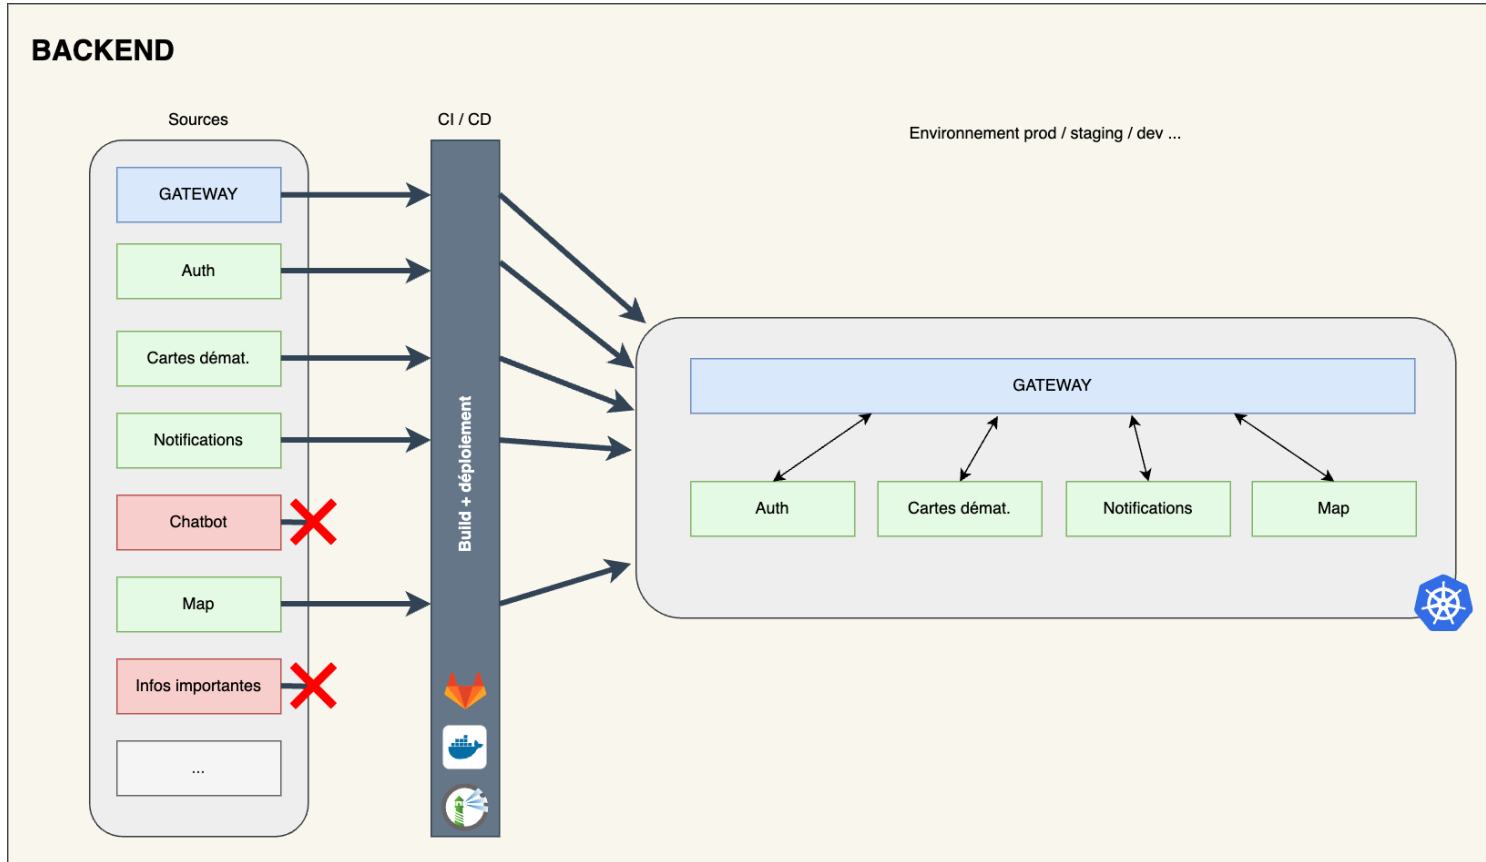 BACKEND
Sources
CI / CD
Environnement prod / staging / dev ...
GATEWAY
Auth
Cartes démat.
Notifications
Chatbot
Map
Infos importantes
...
Build + déploiement
GATEWAY
Auth
Cartes démat.
Notifications
Map